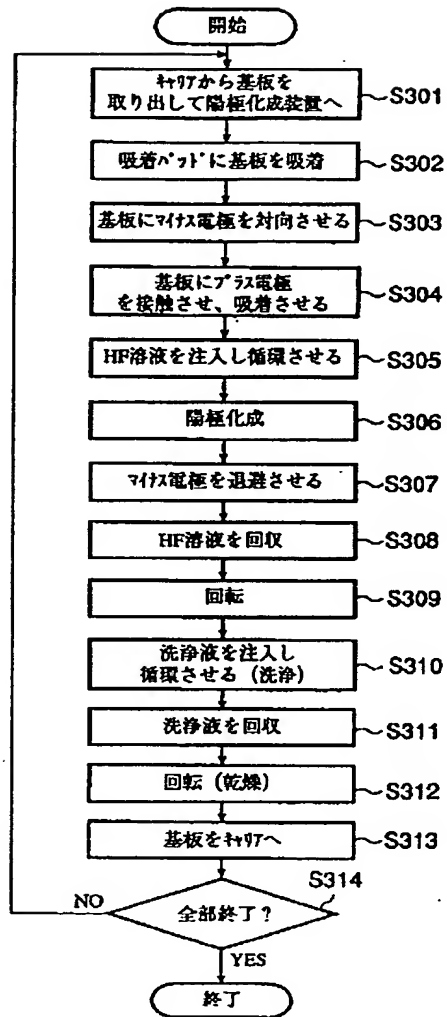 開始
ｷｬﾘｱから基板を
取り出して陽極化成装置へ
S301
吸着ﾊﾟｯﾄﾞに基板を吸着
S302
基板にﾏｲﾅｽ電極を対向させる
S303
基板にﾌﾟﾗｽ電極
を接触させ、吸着させる
S304
HF溶液を注入し循環させる
S305
陽極化成
S306
ﾏｲﾅｽ電極を退避させる
S307
HF溶液を回収
S308
回転
S309
洗浄液を注入し
循環させる（洗浄）
S310
洗浄液を回収
S311
回転（乾燥）
S312
基板をｷｬﾘｱへ
S313
S314
NO
全部終了？
YES
終了